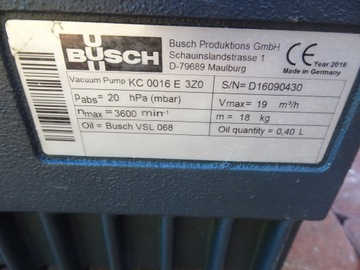 BUSCH
Busch Produktions GmbH
Schauinslandstrasse 1
D-79689 Maulburg
CE Year 2016
Made in Germany
Vacuum Pump KC 0016 E 3Z0 S/N= D16090430
Pabs= 20 hPa (mbar) Vmax= 19 m³/h
nmax= 3600 min⁻¹ m= 18 kg
Oil= Busch VSL 068 Oil quantity= 0,40 L